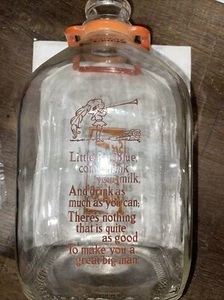 Little Boy Blue,
come drink
your milk,
And drink as
much as you can;
There's nothing
that is quite
as good
To make you a
great big man